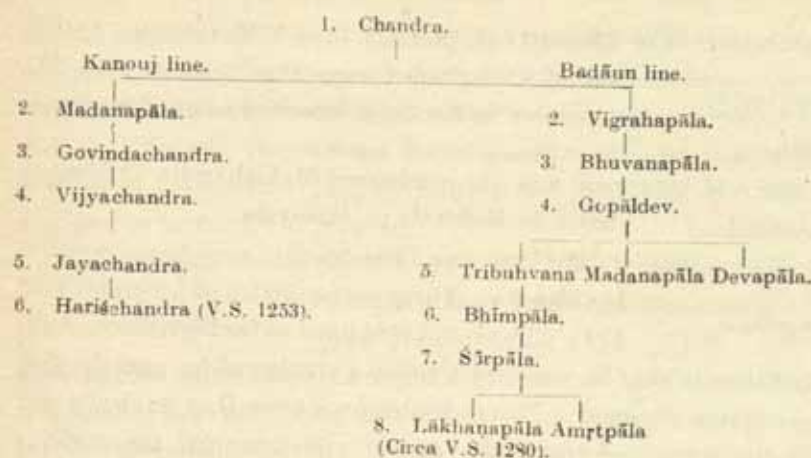 1. Chandra.
Kanouj line. Badāun line.
2. Madanapāla. 2. Vigrahapāla.
3. Govindachandra. 3. Bhuvanapāla.
4. Vijyachandra. 4. Gopāldev.
5. Jayachandra. 5. Tribuhvana Madanapāla Devapāla.
6. Hariśchandra (V.S. 1253). 6. Bhīmpāla.
7. Śūrpāla.
8. Lākhaṇapāla Amṛtpāla
(Circa V.S. 1280).